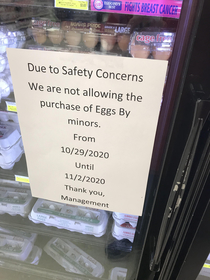 FIGHTS BREAST CANCER
Due to Safety Concerns
We are not allowing the
purchase of Eggs By
minors.
From
10/29/2020
Until
11/2/2020
Thank you,
Management